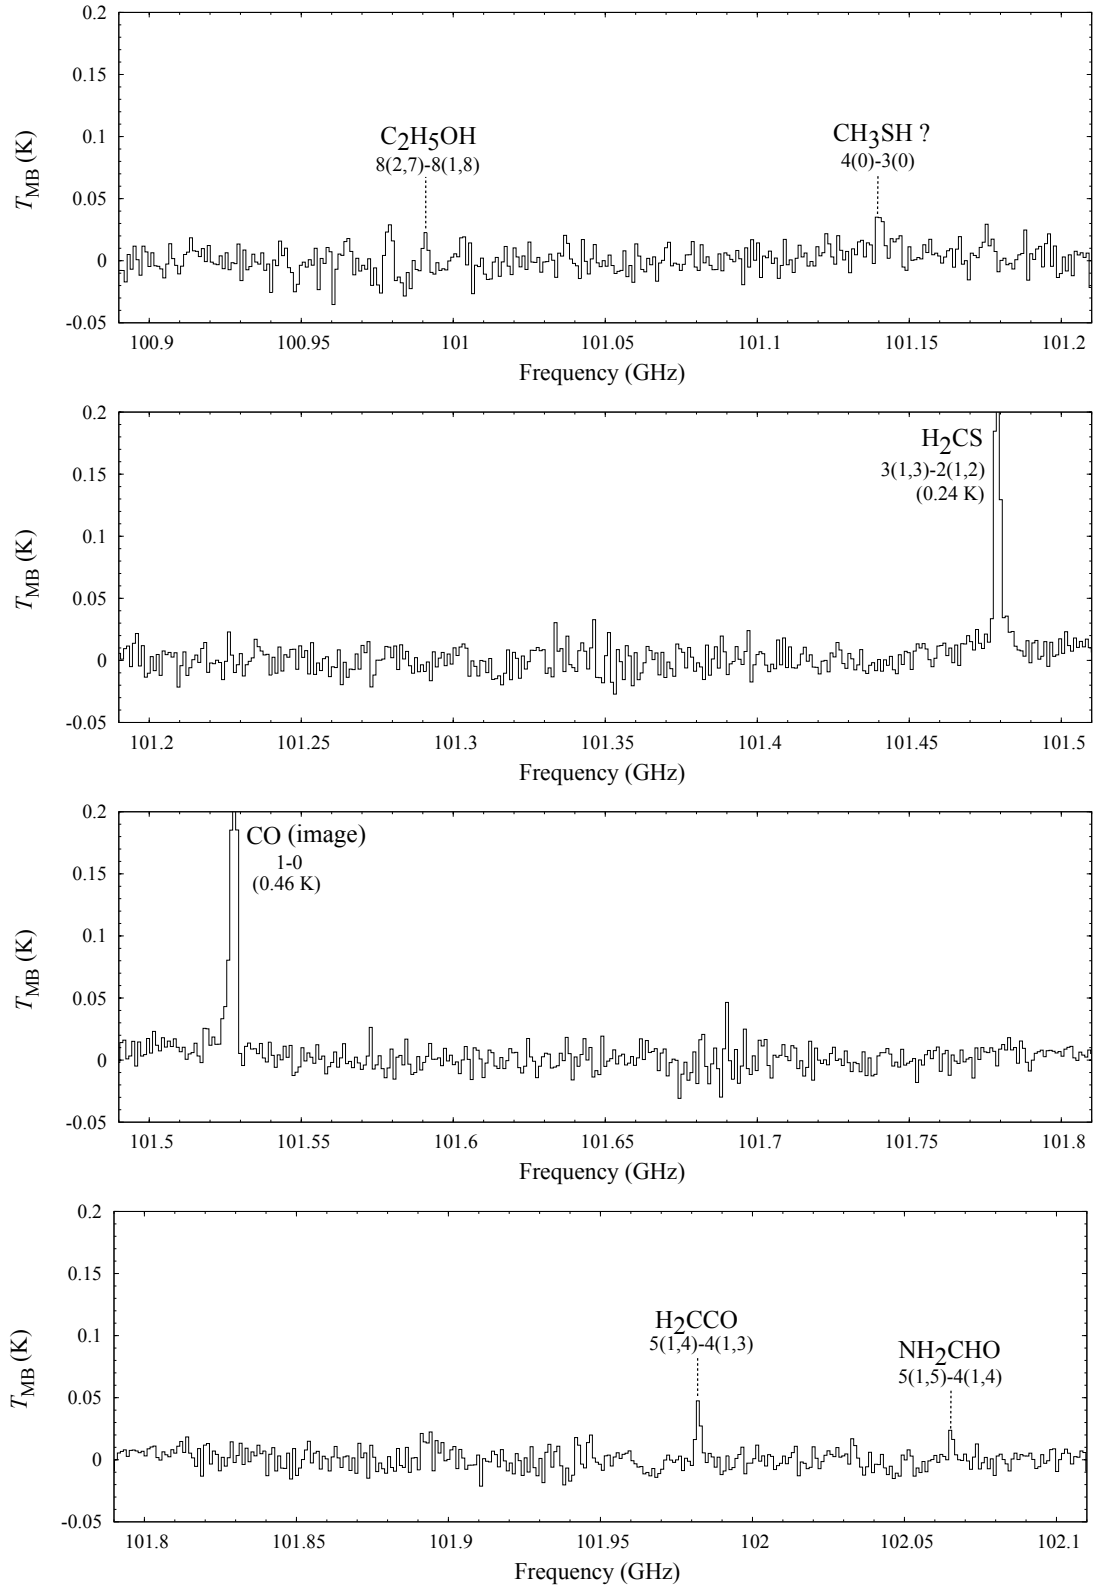 0.2
0.15
0.1
0.05
0
-0.05
T_MB (K)
C2H5OH
8(2,7)-8(1,8)
CH3SH ?
4(0)-3(0)
100.9 100.95 101 101.05 101.1 101.15 101.2
Frequency (GHz)
0.2
0.15
0.1
0.05
0
-0.05
T_MB (K)
H2CS
3(1,3)-2(1,2)
(0.24 K)
101.2 101.25 101.3 101.35 101.4 101.45 101.5
Frequency (GHz)
0.2
0.15
0.1
0.05
0
-0.05
T_MB (K)
CO (image)
1-0
(0.46 K)
101.5 101.55 101.6 101.65 101.7 101.75 101.8
Frequency (GHz)
0.2
0.15
0.1
0.05
0
-0.05
T_MB (K)
H2CCO
5(1,4)-4(1,3)
NH2CHO
5(1,5)-4(1,4)
101.8 101.85 101.9 101.95 102 102.05 102.1
Frequency (GHz)